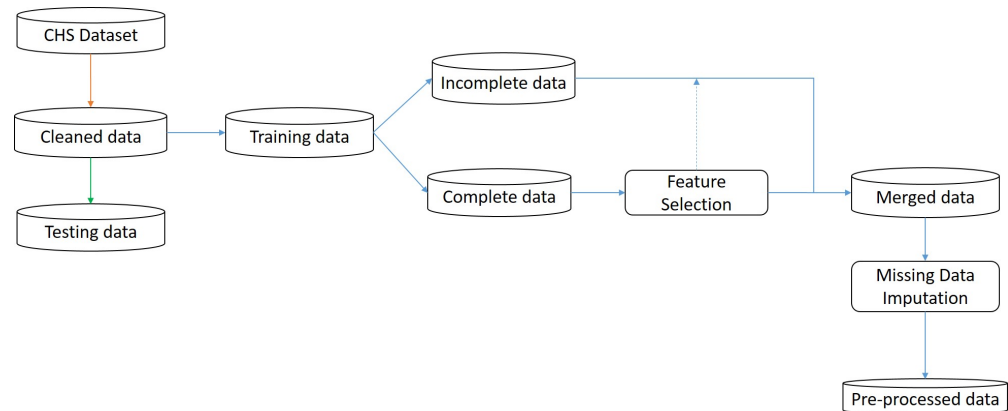 CHS Dataset
Incomplete data
Cleaned data
Training data
Complete data
Feature
Selection
Merged data
Testing data
Missing Data
Imputation
Pre-processed data